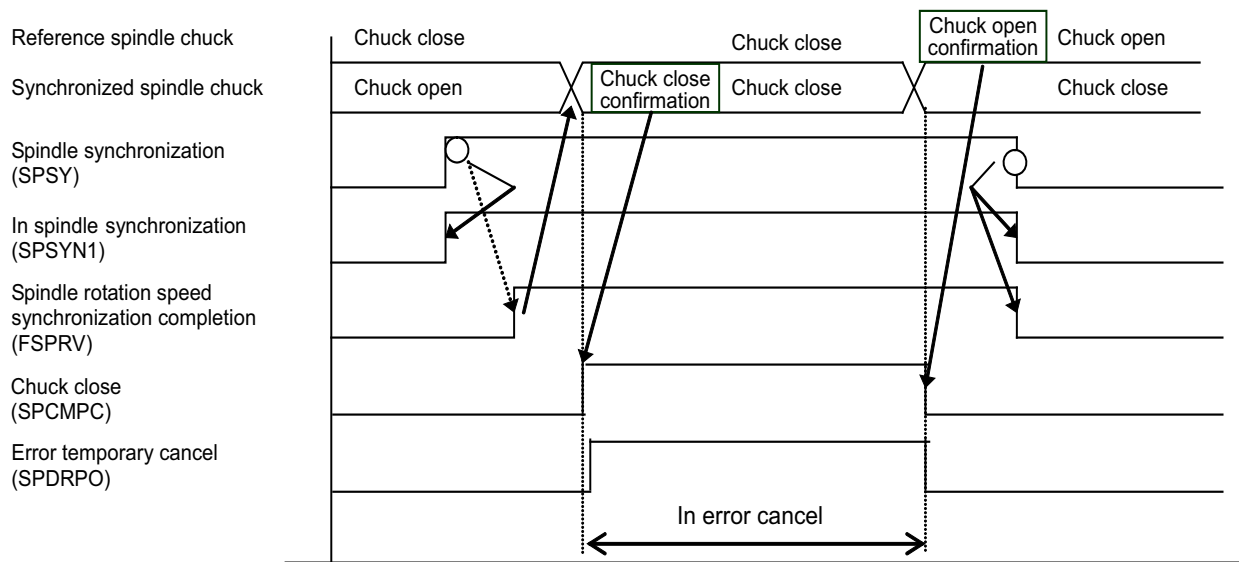 Reference spindle chuck
Chuck close
Chuck close
Chuck open
confirmation
Chuck open
Synchronized spindle chuck
Chuck open
Chuck close
confirmation
Chuck close
Chuck close
Spindle synchronization
(SPSY)
In spindle synchronization
(SPSYN1)
Spindle rotation speed
synchronization completion
(FSPRV)
Chuck close
(SPCMPC)
Error temporary cancel
(SPDRPO)
In error cancel